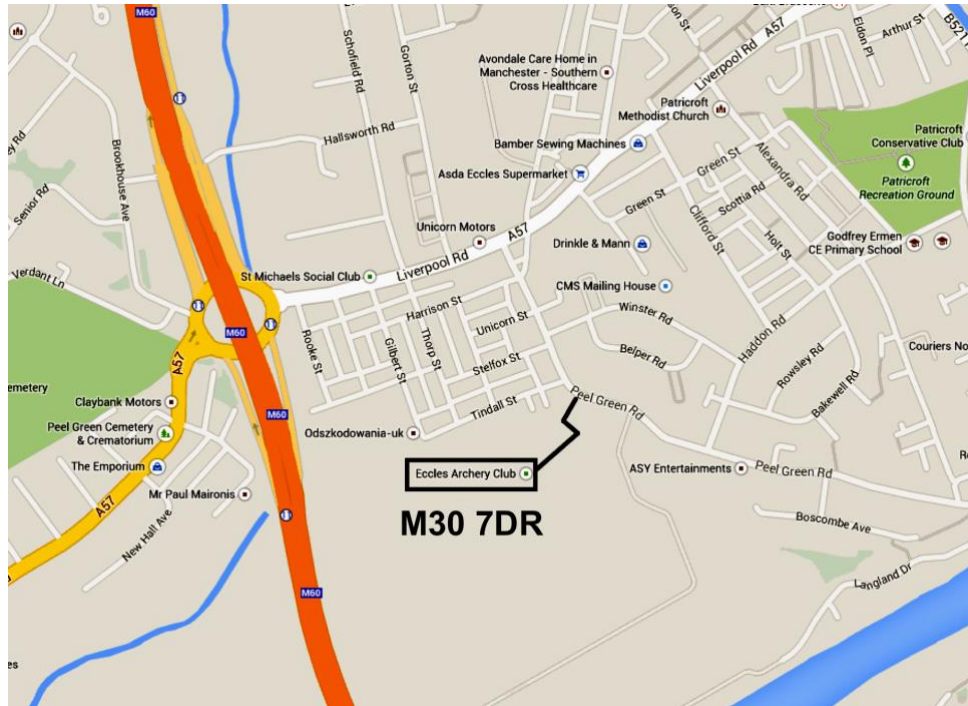 M60
Schofield Rd
Gorton St
Avondale Care Home in
Manchester - Southern
Cross Healthcare
Liverpool Rd
A57
Eldon Pl
Arthur St
B521
Patricroft
Methodist Church
Patricroft
Conservative Club
Patricroft
Recreation Ground
Hallsworth Rd
Bamber Sewing Machines
Green St
Alexandra Rd
Asda Eccles Supermarket
Scottia Rd
Brookhouse Ave
Senior Rd
Green St
Clifford St
Holt St
Unicorn Motors
A57
Drinkle & Mann
Godfrey Ermen
CE Primary School
Liverpool Rd
St Michaels Social Club
Verdant Ln
CMS Mailing House
Harrison St
Unicorn St
Winster Rd
Haddon Rd
M60
Rooke St
Gilbert St
Thorp St
Stelfox St
Belper Rd
Rowsley Rd
Couriers No
A57
Bakewell Rd
emetery
Claybank Motors
Tindall St
Peel Green Rd
M60
Peel Green Cemetery
& Crematorium
Odszkodowania-uk
The Emporium
Eccles Archery Club
ASY Entertainments
Peel Green Rd
Mr Paul Maironis
A57
New Hall Ave
M30 7DR
Boscombe Ave
Langland Dr
M60
es